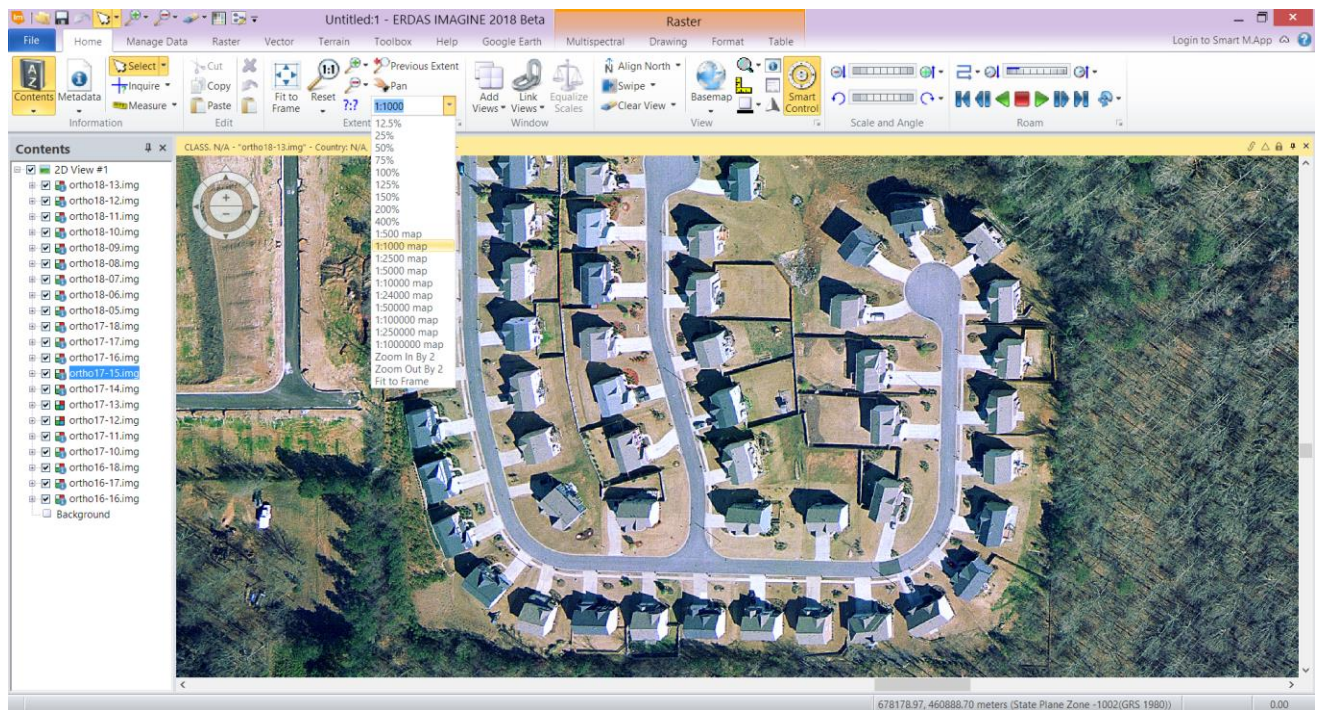 Untitled:1 - ERDAS IMAGINE 2018 Beta
Raster
File Home Manage Data Raster Vector Terrain Toolbox Help Google Earth Multispectral Drawing Format Table Login to Smart M.App
Contents
Metadata
Select
Inquire
Measure
Information
Cut
Copy
Paste
Edit
Fit to Frame
1:1
Reset
?:?
Previous Extent
Pan
1:1000
Extent
Add Views
Link Views
Equalize Scales
Window
Align North
Swipe
Clear View
Basemap
Smart Control
View
Scale and Angle
Roam
12.5%
25%
50%
75%
100%
125%
150%
200%
400%
1:500 map
1:1000 map
1:2500 map
1:5000 map
1:10000 map
1:24000 map
1:50000 map
1:100000 map
1:250000 map
1:1000000 map
Zoom In By 2
Zoom Out By 2
Fit to Frame
Contents
2D View #1
ortho18-13.img
ortho18-12.img
ortho18-11.img
ortho18-10.img
ortho18-09.img
ortho18-08.img
ortho18-07.img
ortho18-06.img
ortho18-05.img
ortho17-18.img
ortho17-17.img
ortho17-16.img
ortho17-15.img
ortho17-14.img
ortho17-13.img
ortho17-12.img
ortho17-11.img
ortho17-10.img
ortho16-18.img
ortho16-17.img
ortho16-16.img
Background
CLASS. N/A - "ortho18-13.img" - Country: N/A,
678178.97, 460888.70 meters (State Plane Zone -1002(GRS 1980))
0.00